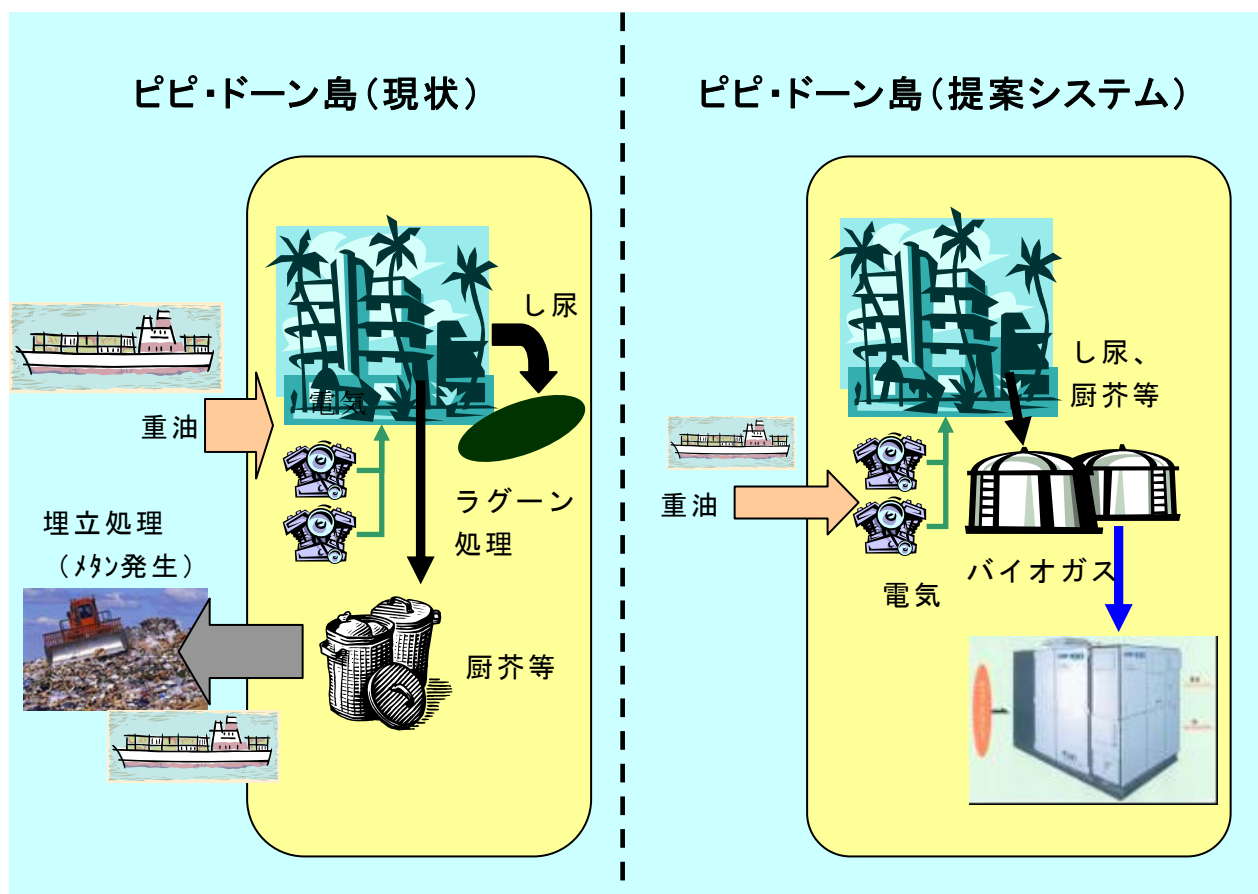 ピピ・ドーン島(現状)
し尿
電気
重油
ラグーン
処理
埋立処理
(ﾒﾀﾝ発生)
厨芥等
ピピ・ドーン島(提案システム)
し尿、
厨芥等
重油
バイオガス
電気